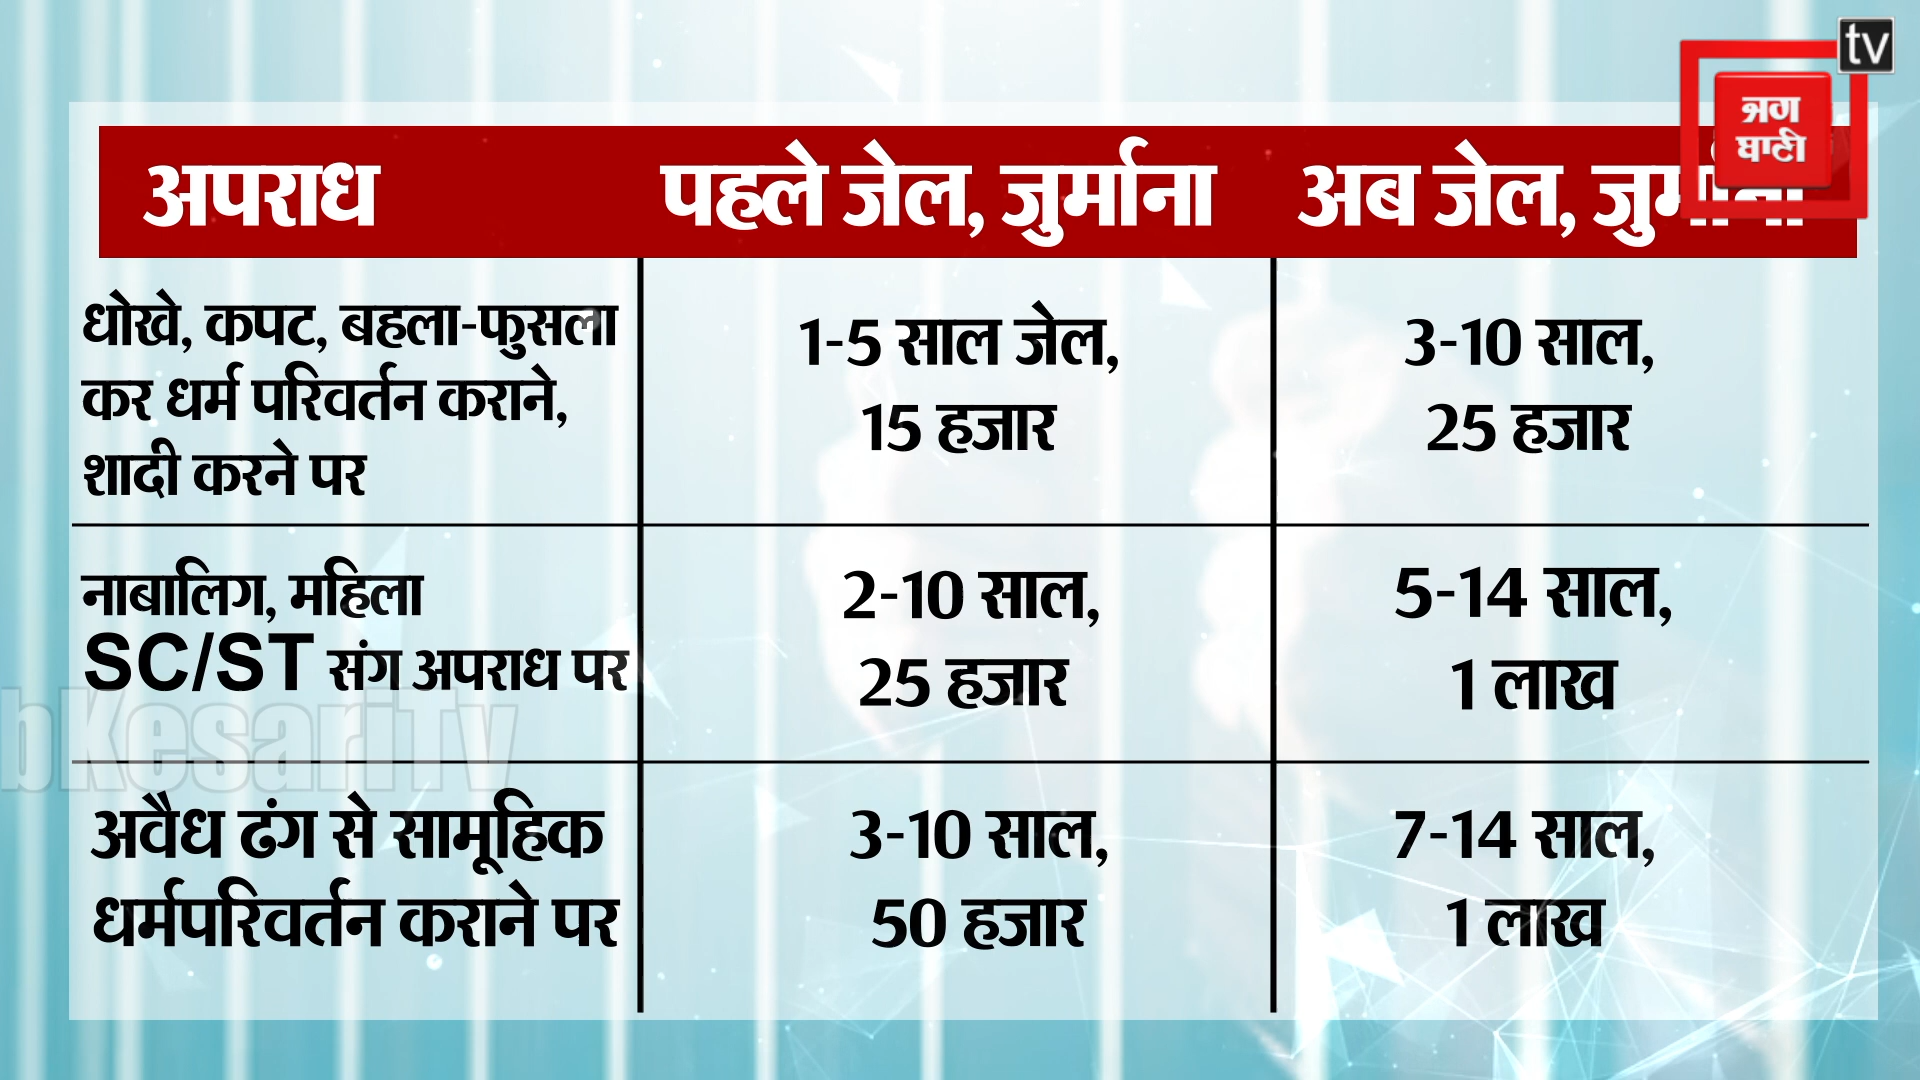 tv
ਜਗ
ਬਾਣੀ
अपराध पहले जेल, जुर्माना अब जेल, जुर्माना
धोखे, कपट, बहला-फुसला
कर धर्म परिवर्तन कराने,
शादी करने पर
1-5 साल जेल,
15 हजार
3-10 साल,
25 हजार
नाबालिग, महिला
SC/ST संग अपराध पर
2-10 साल,
25 हजार
5-14 साल,
1 लाख
bKesariTv
अवैध ढंग से सामूहिक
धर्मपरिवर्तन कराने पर
3-10 साल,
50 हजार
7-14 साल,
1 लाख